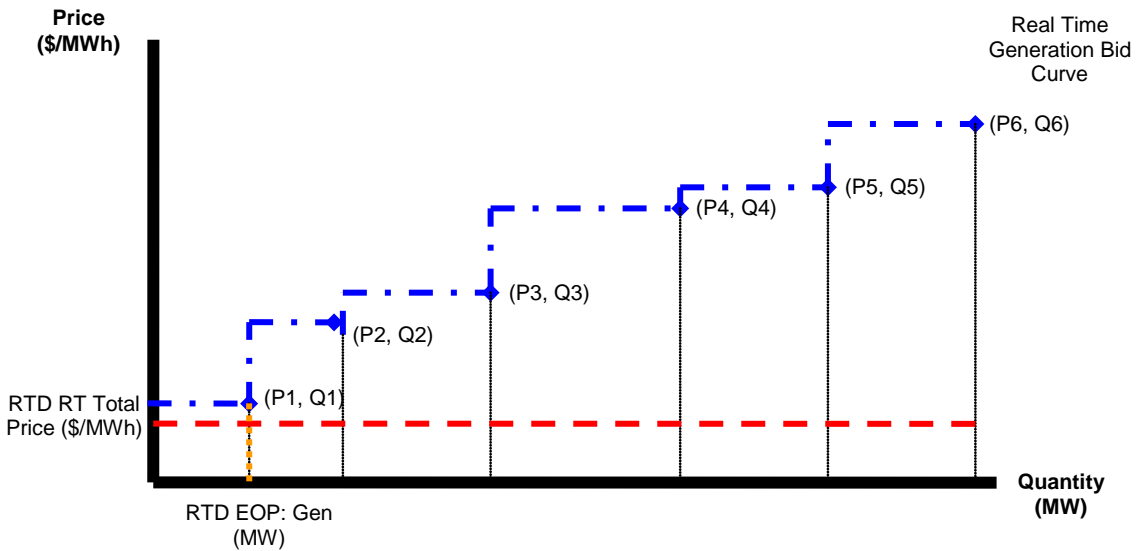 Price
($/MWh)
Real Time
Generation Bid
Curve
(P6, Q6)
(P5, Q5)
(P4, Q4)
(P3, Q3)
(P2, Q2)
(P1, Q1)
RTD RT Total
Price ($/MWh)
Quantity
(MW)
RTD EOP: Gen
(MW)